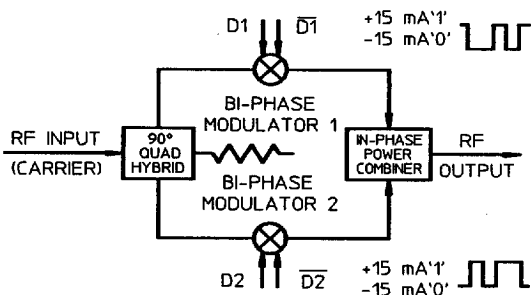 D1 D1 +15 mA'1'
-15 mA'0'
BI-PHASE
MODULATOR 1
RF INPUT
(CARRIER)
90°
QUAD
HYBRID
IN-PHASE
POWER
COMBINER
RF
OUTPUT
BI-PHASE
MODULATOR 2
D2 D2 +15 mA'1'
-15 mA'0'